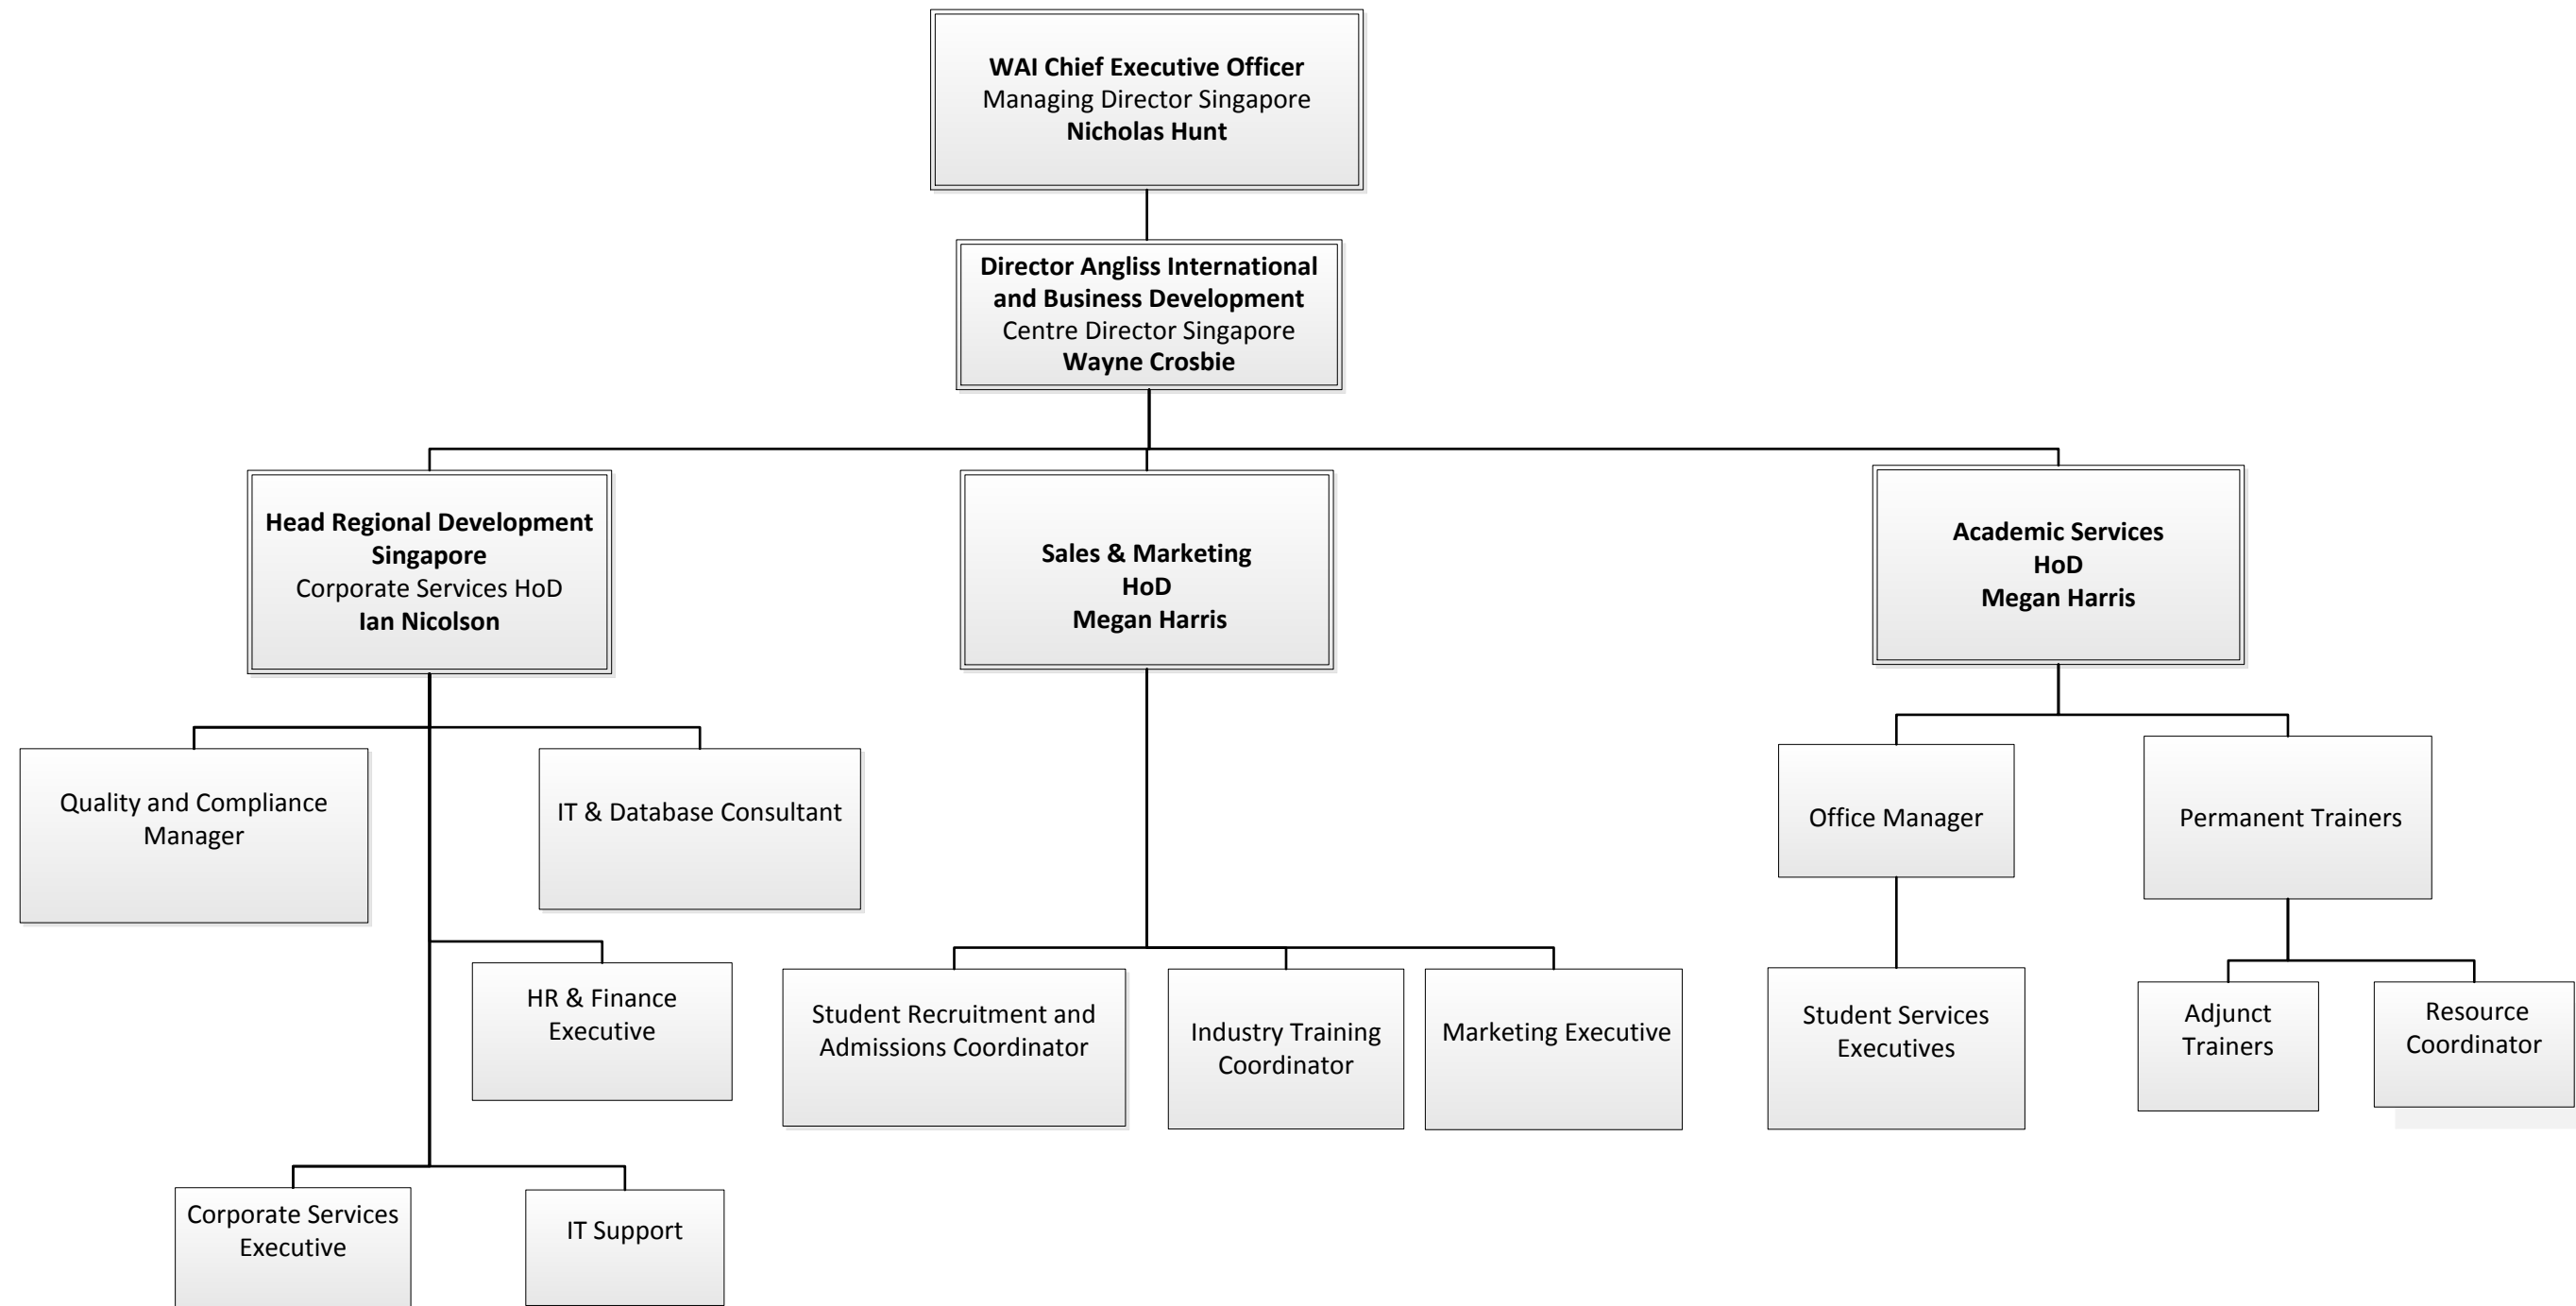 WAI Chief Executive Officer
Managing Director Singapore
Nicholas Hunt
Director Angliss International
and Business Development
Centre Director Singapore
Wayne Crosbie
Head Regional Development
Singapore
Corporate Services HoD
Ian Nicolson
Sales & Marketing
HoD
Megan Harris
Academic Services
HoD
Megan Harris
Quality and Compliance
Manager
IT & Database Consultant
Office Manager
Permanent Trainers
HR & Finance
Executive
Student Recruitment and
Admissions Coordinator
Industry Training
Coordinator
Marketing Executive
Student Services
Executives
Adjunct
Trainers
Resource
Coordinator
Corporate Services
Executive
IT Support